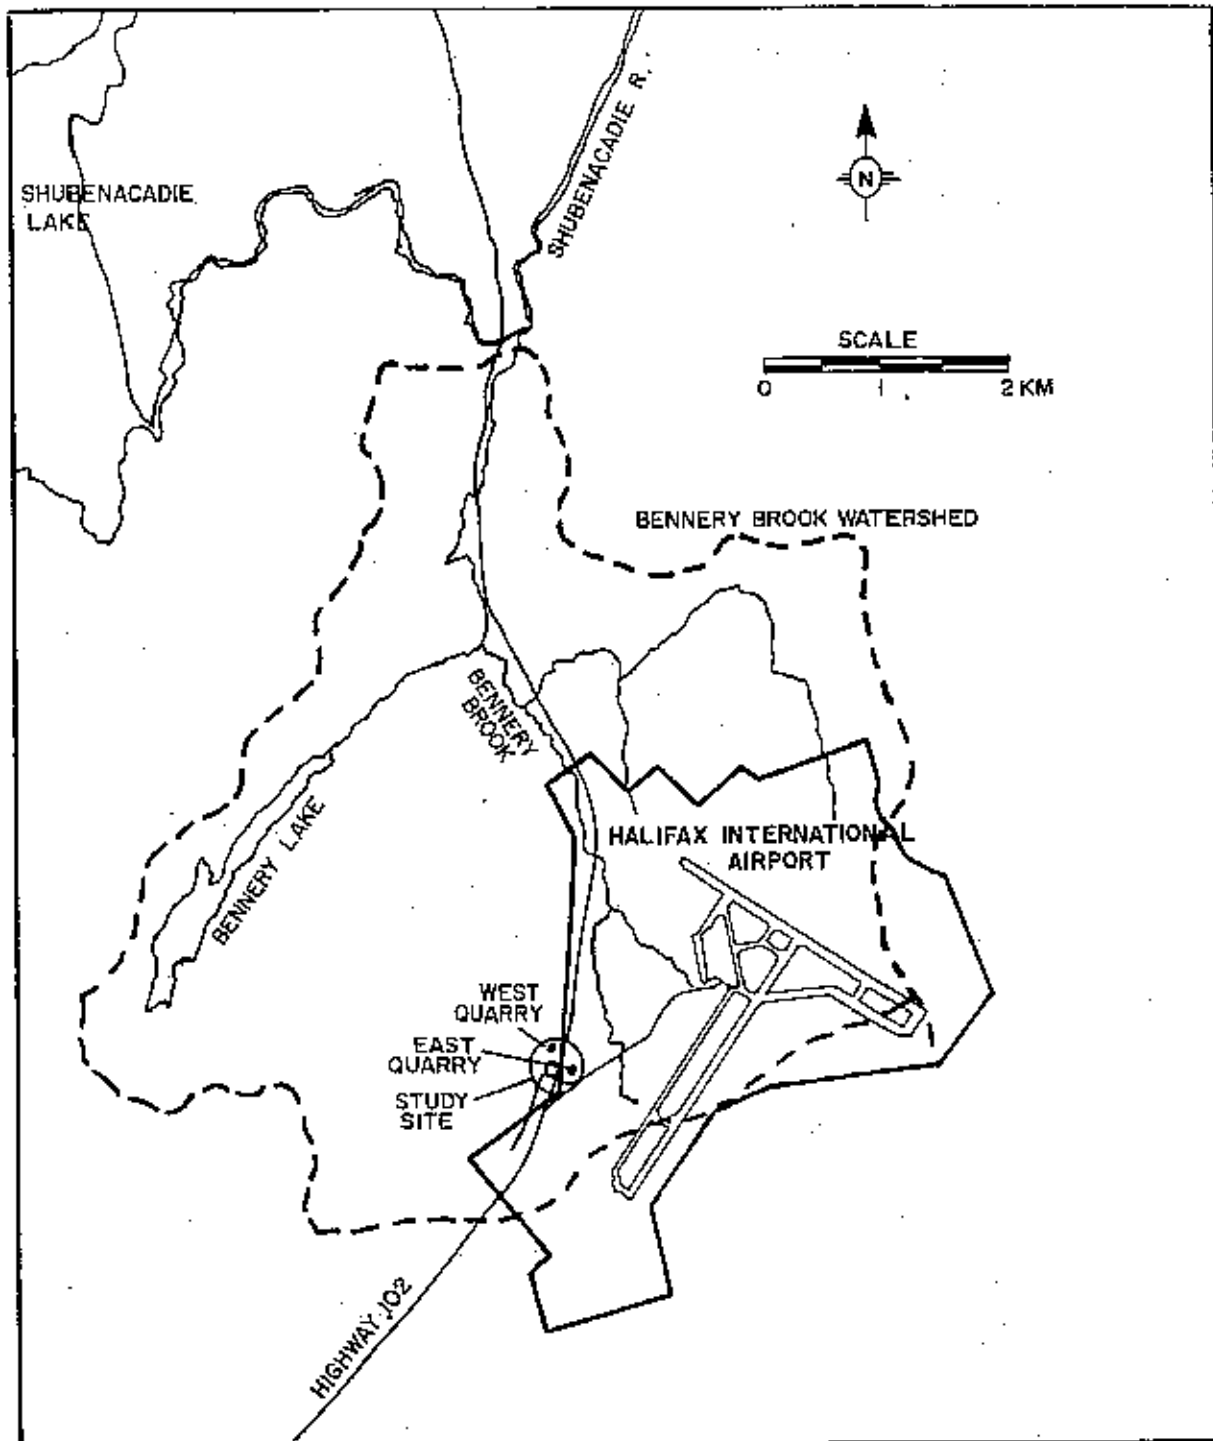 SHUBENACADIE R.
SHUBENACADIE
LAKE
N
SCALE
0 1 2 KM
BENNERY BROOK WATERSHED
BENNERY
BROOK
BENNERY LAKE
HALIFAX INTERNATIONAL
AIRPORT
WEST
QUARRY
EAST
QUARRY
STUDY
SITE
HIGHWAY 102